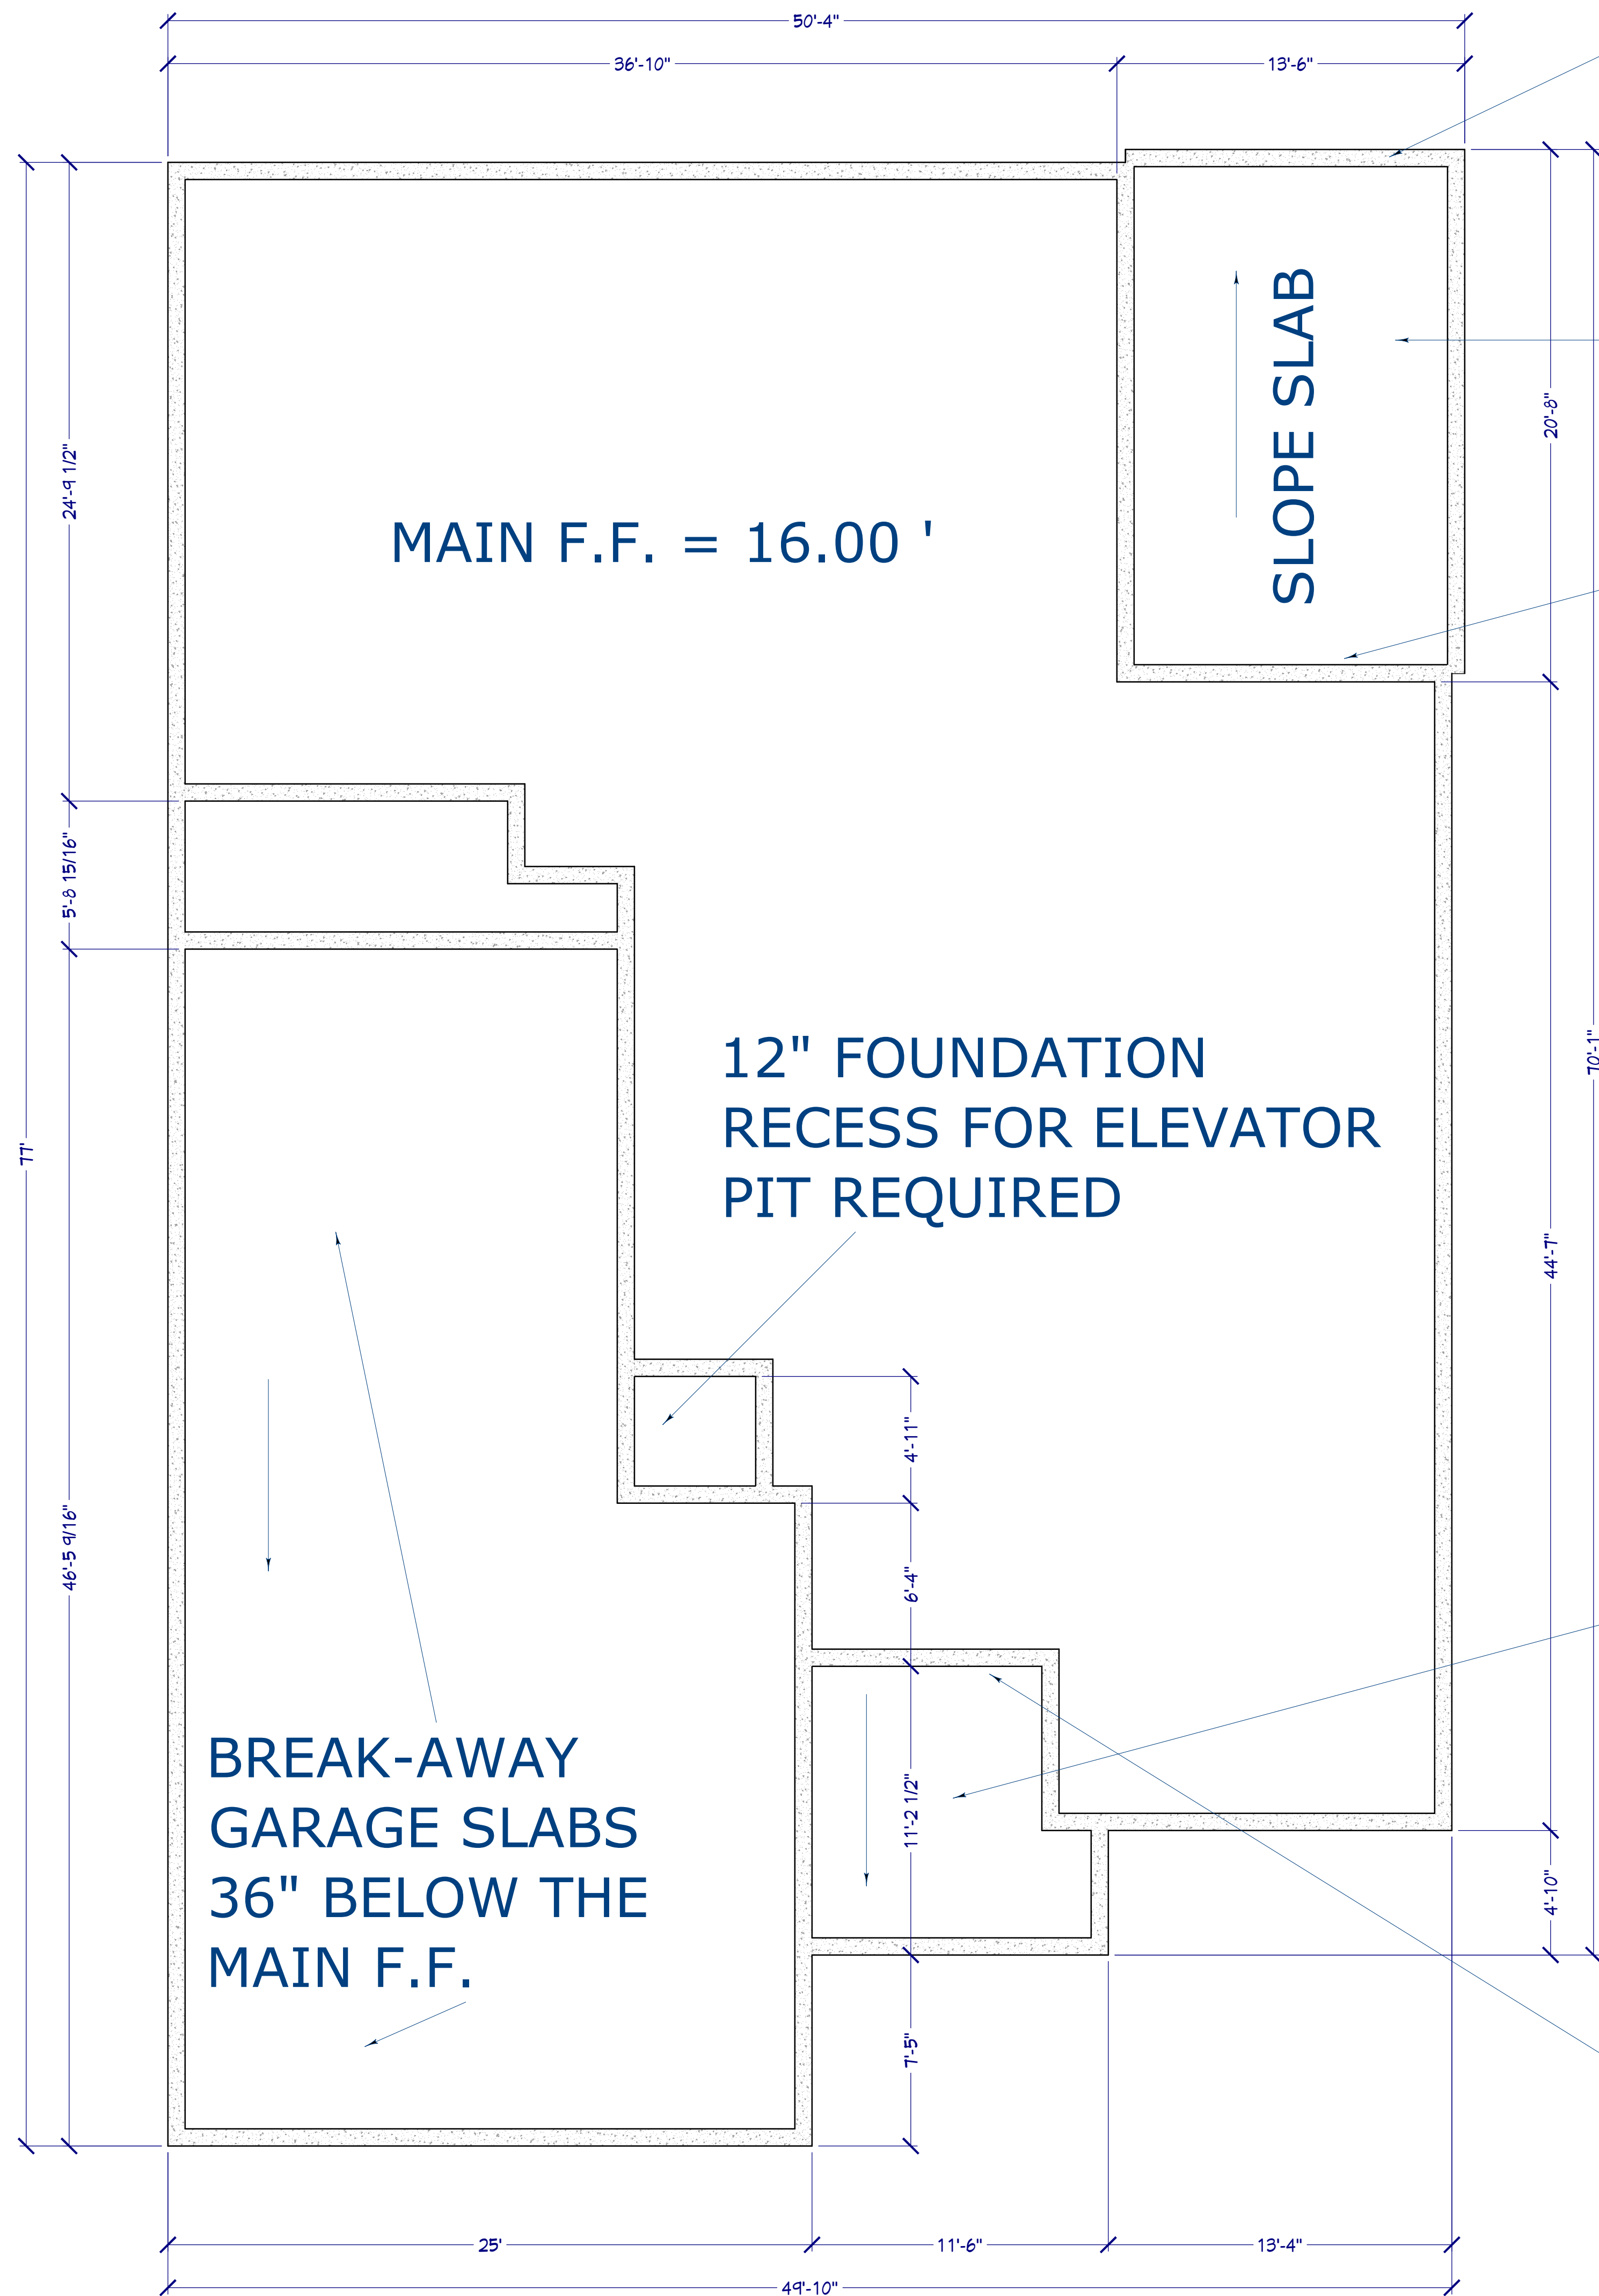 50'-4"
36'-10"
13'-6"
SLOPE SLAB
20'-8"
24'-9 1/2"
MAIN F.F. = 16.00 '
5'-8 15/16"
12" FOUNDATION
RECESS FOR ELEVATOR
PIT REQUIRED
70'-1"
77'
44'-7"
4'-11"
46'-5 9/16"
6'-4"
BREAK-AWAY
GARAGE SLABS
36" BELOW THE
MAIN F.F.
11'-2 1/2"
4'-10"
7'-5"
25'
11'-6"
13'-4"
49'-10"